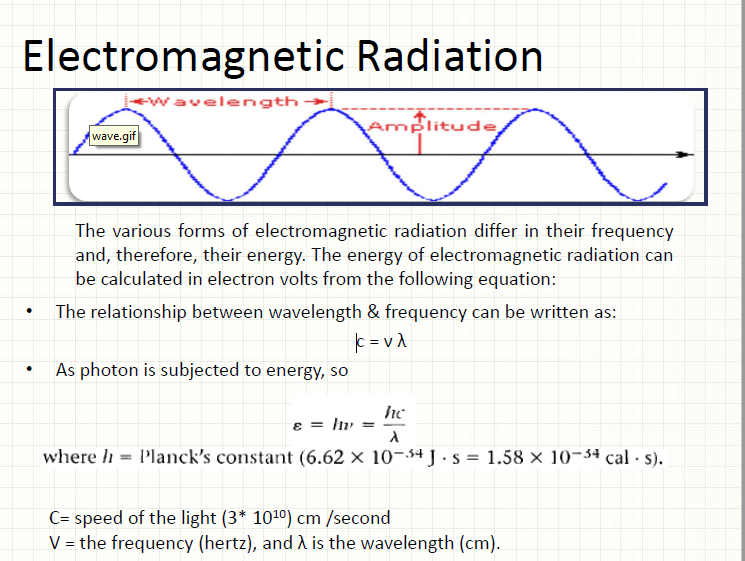 Electromagnetic Radiation
Wavelength
Amplitude
wave.gif
The various forms of electromagnetic radiation differ in their frequency
and, therefore, their energy. The energy of electromagnetic radiation can
be calculated in electron volts from the following equation:
• The relationship between wavelength & frequency can be written as:
c = ν λ
• As photon is subjected to energy, so
ε = hν = hc/λ
where h = Planck's constant (6.62 × 10⁻³⁴ J · s = 1.58 × 10⁻³⁴ cal · s).
C= speed of the light (3* 10¹⁰) cm /second
V = the frequency (hertz), and λ is the wavelength (cm).